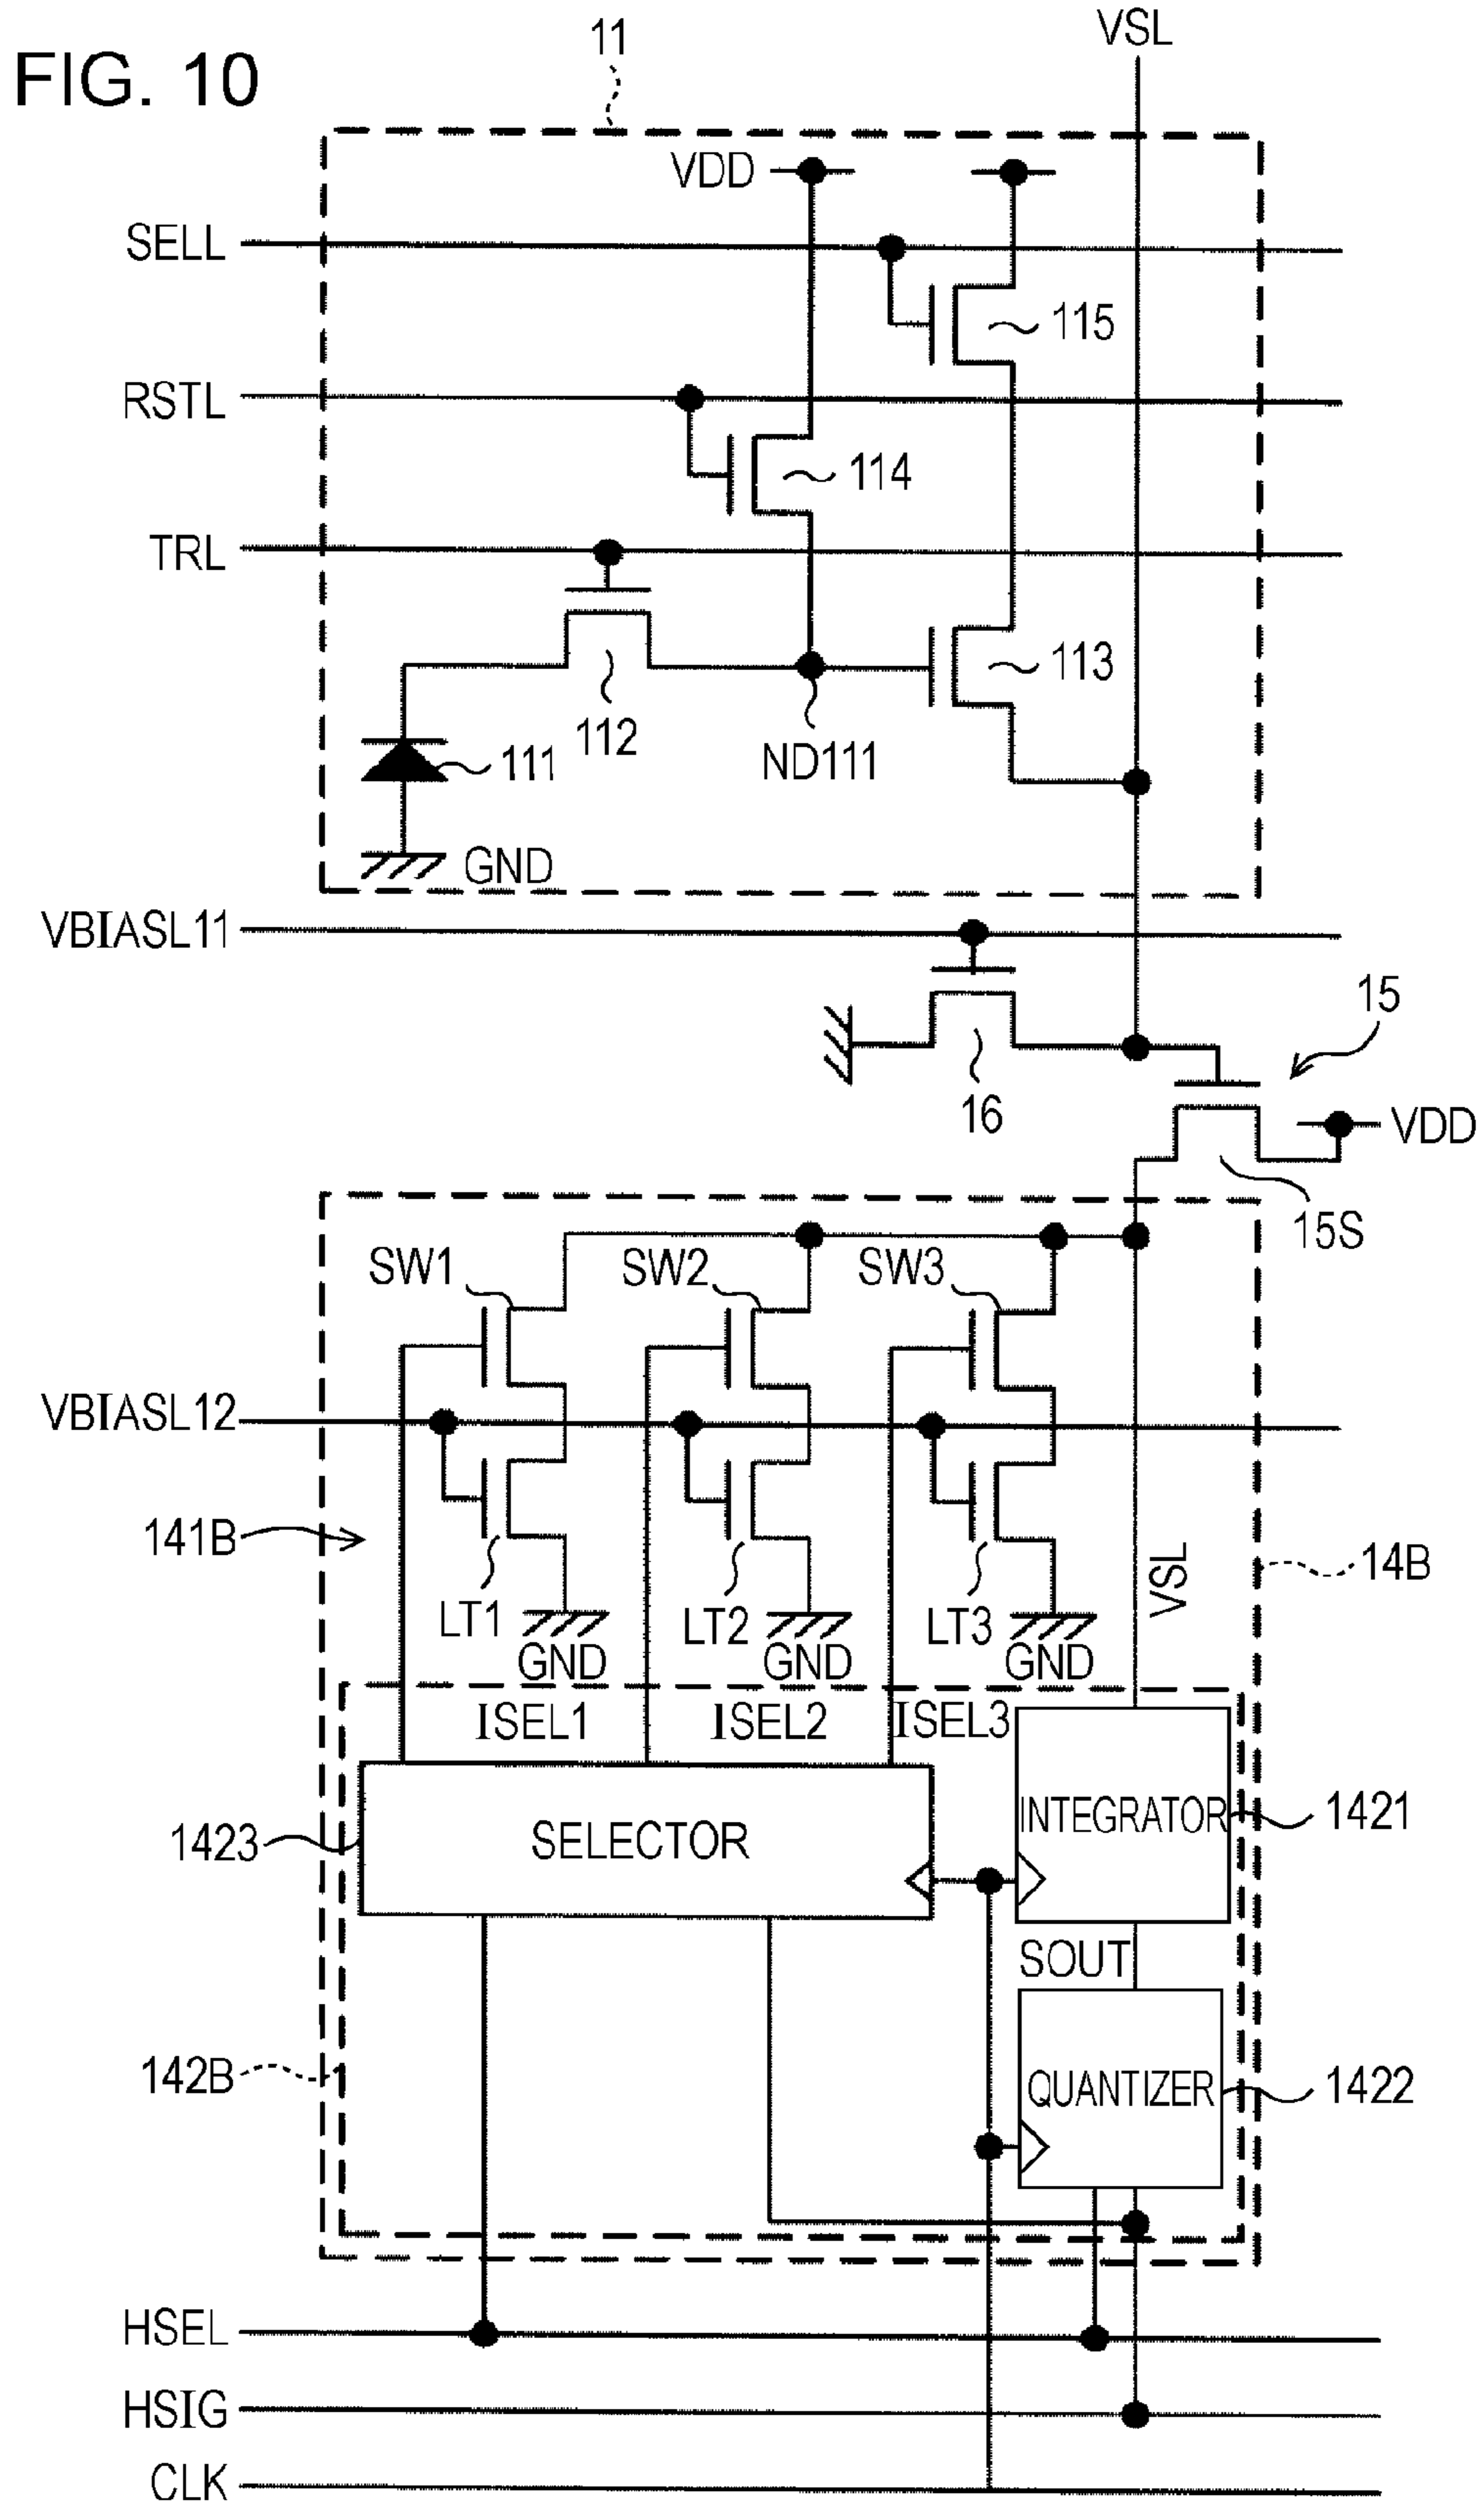 FIG. 10
11
VSL
VDD
SELL
115
RSTL
114
TRL
113
112
ND111
111
GND
VBIASL11
15
16
VDD
15S
SW1
SW2
SW3
VBIASL12
141B
14B
VSL
LT1
LT2
LT3
GND
GND
GND
ISEL1
ISEL2
ISEL3
INTEGRATOR
1421
1423
SELECTOR
SOUT
142B
QUANTIZER
1422
HSEL
HSIG
CLK